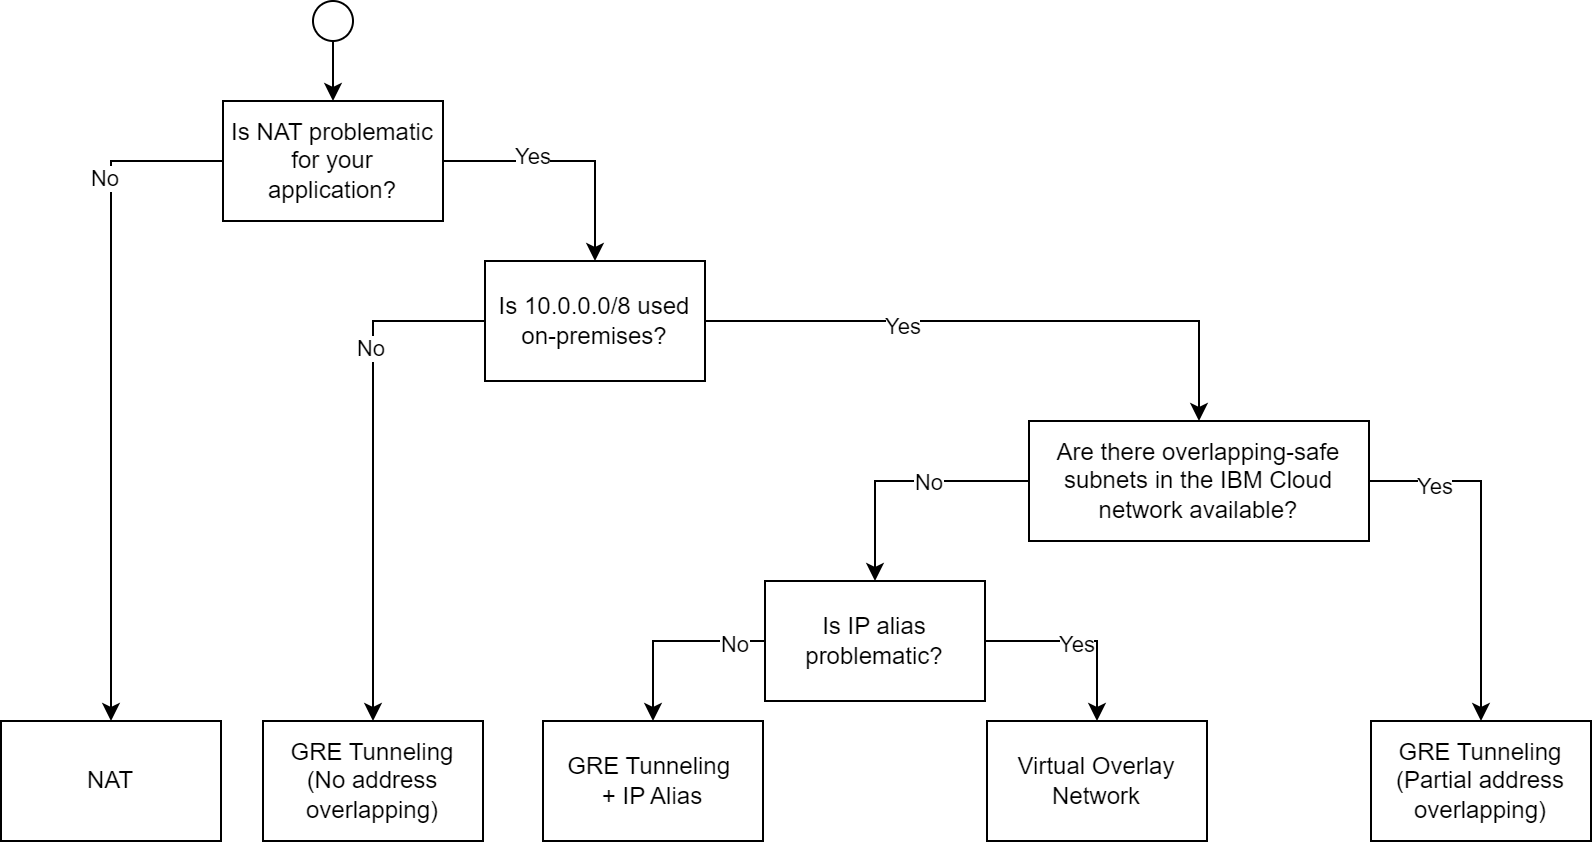 Is NAT problematic
for your
application?
No
Yes
Is 10.0.0.0/8 used
on-premises?
No
Yes
Are there overlapping-safe
subnets in the IBM Cloud
network available?
No
Yes
Is IP alias
problematic?
No
Yes
NAT
GRE Tunneling
(No address
overlapping)
GRE Tunneling
+ IP Alias
Virtual Overlay
Network
GRE Tunneling
(Partial address
overlapping)